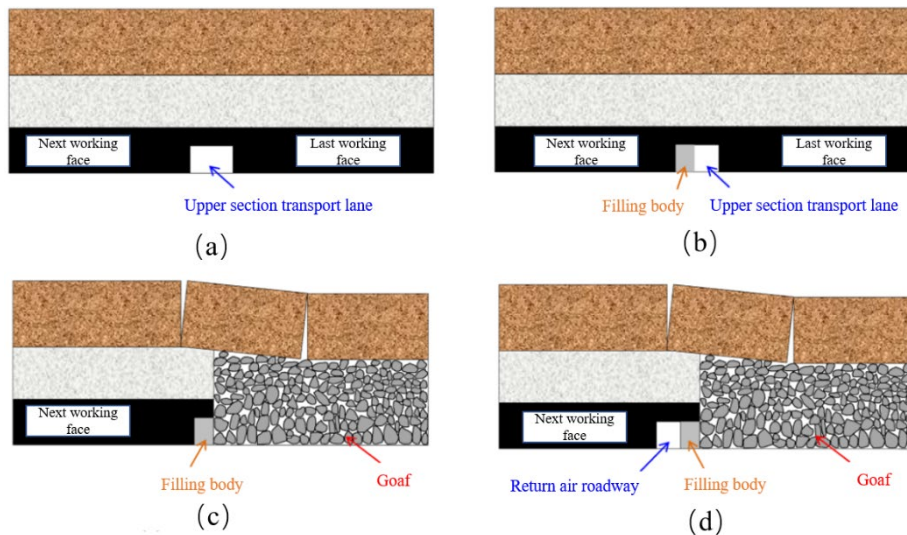 Next working
face
Last working
face
Upper section transport lane
(a)
Next working
face
Last working
face
Filling body
Upper section transport lane
(b)
Next working
face
Filling body
Goaf
(c)
Next working
face
Return air roadway
Filling body
Goaf
(d)